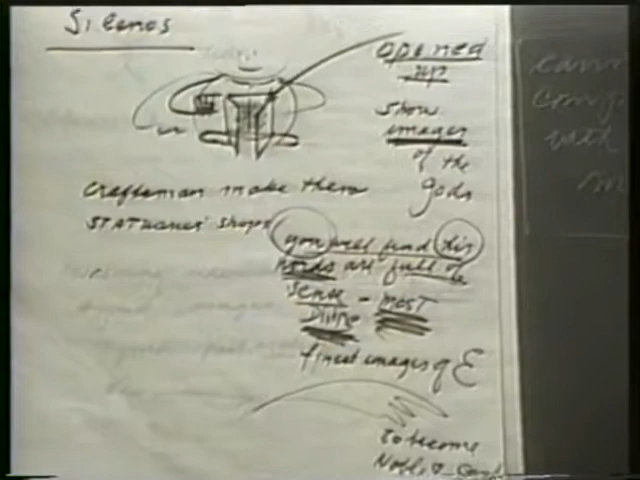 Silenos
opened
up
show
images
of the
gods
craftsman make them
STATUARIES' shops
you will find his
words are full of
sense - most
Divine
finest images of E
to become
Noble